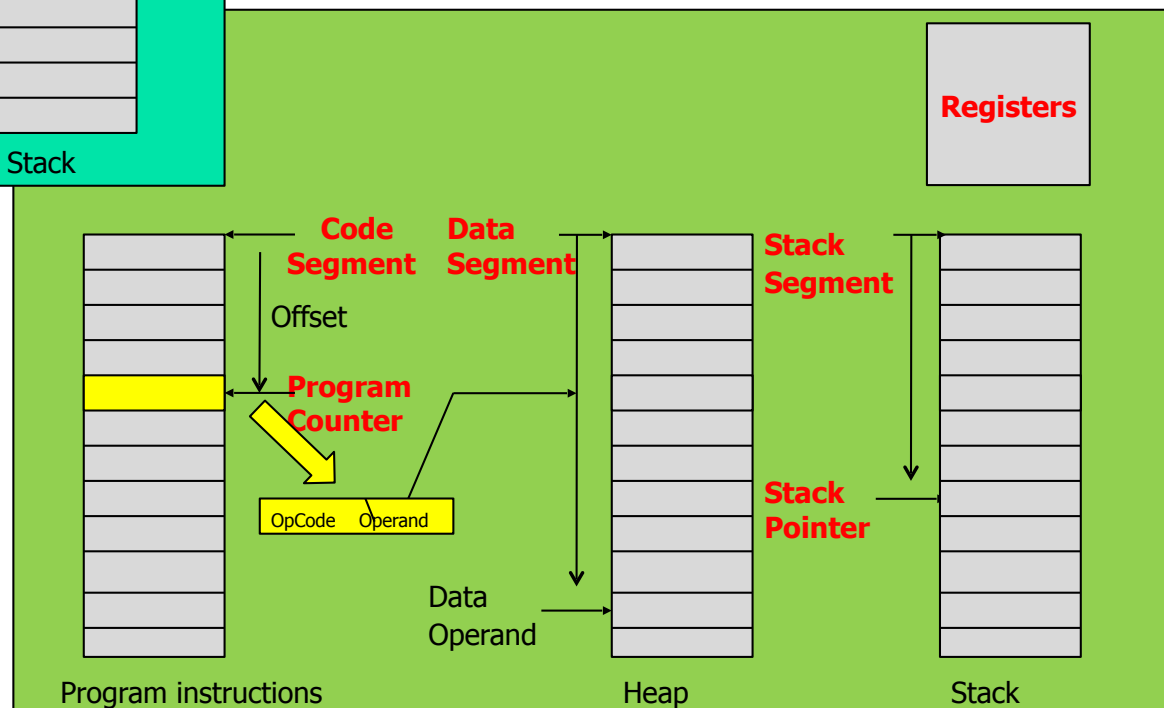 Stack
Registers
Code
Segment
Data
Segment
Stack
Segment
Offset
Program
Counter
OpCode
Operand
Stack
Pointer
Data
Operand
Program instructions
Heap
Stack